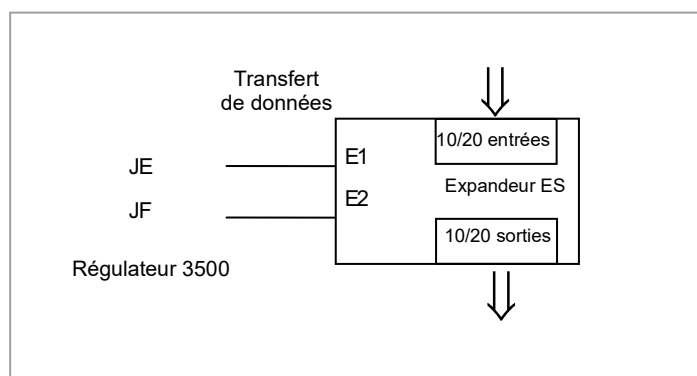 Transfert
de données
10/20 entrées
JE
E1
Expandeur ES
E2
JF
10/20 sorties
Régulateur 3500